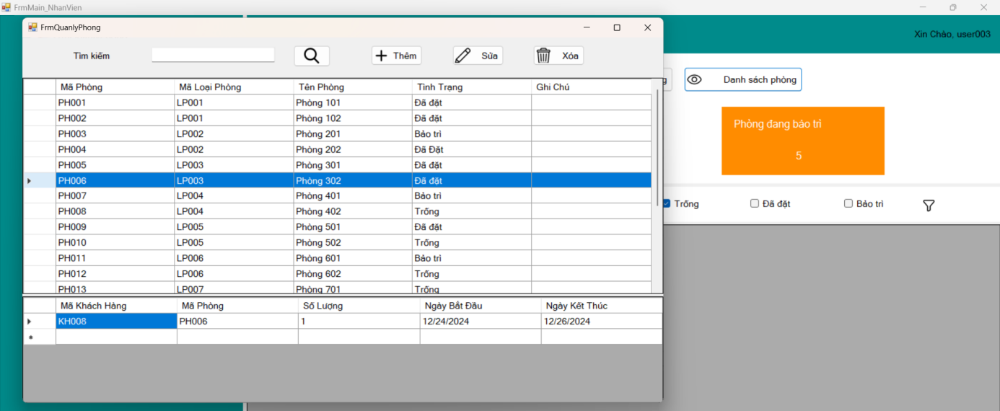 FrmMain_NhanVien
Xin Chào, user003
FrmQuanlyPhong
Tìm kiếm Thêm Sửa Xóa
Mã Phòng Mã Loại Phòng Tên Phòng Tình Trạng Ghi Chú
PH001 LP001 Phòng 101 Đã đặt
PH002 LP001 Phòng 102 Đã đặt
PH003 LP002 Phòng 201 Bảo trì
PH004 LP002 Phòng 202 Đã Đặt
PH005 LP003 Phòng 301 Đã đặt
PH006 LP003 Phòng 302 Đã đặt
PH007 LP004 Phòng 401 Bảo trì
PH008 LP004 Phòng 402 Trống
PH009 LP005 Phòng 501 Đã đặt
PH010 LP005 Phòng 502 Trống
PH011 LP006 Phòng 601 Bảo trì
PH012 LP006 Phòng 602 Trống
PH013 LP007 Phòng 701 Trống
Mã Khách Hàng Mã Phòng Số Lượng Ngày Bắt Đầu Ngày Kết Thúc
KH008 PH006 1 12/24/2024 12/26/2024
Danh sách phòng
Phòng đang bảo trì
5
Trống Đã đặt Bảo trì